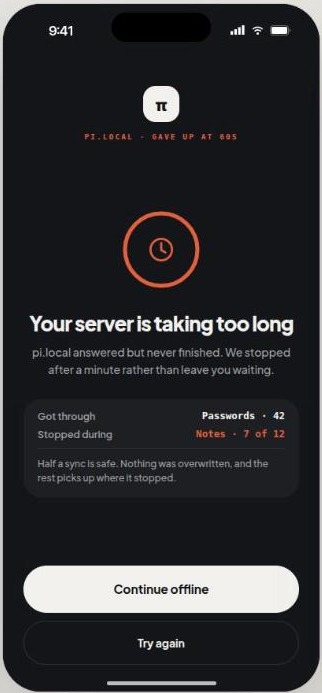 9:41
π
PI.LOCAL · GAVE UP AT 60S
Your server is taking too long
pi.local answered but never finished. We stopped
after a minute rather than leave you waiting.
Got through Passwords · 42
Stopped during Notes · 7 of 12
Half a sync is safe. Nothing was overwritten, and the
rest picks up where it stopped.
Continue offline
Try again